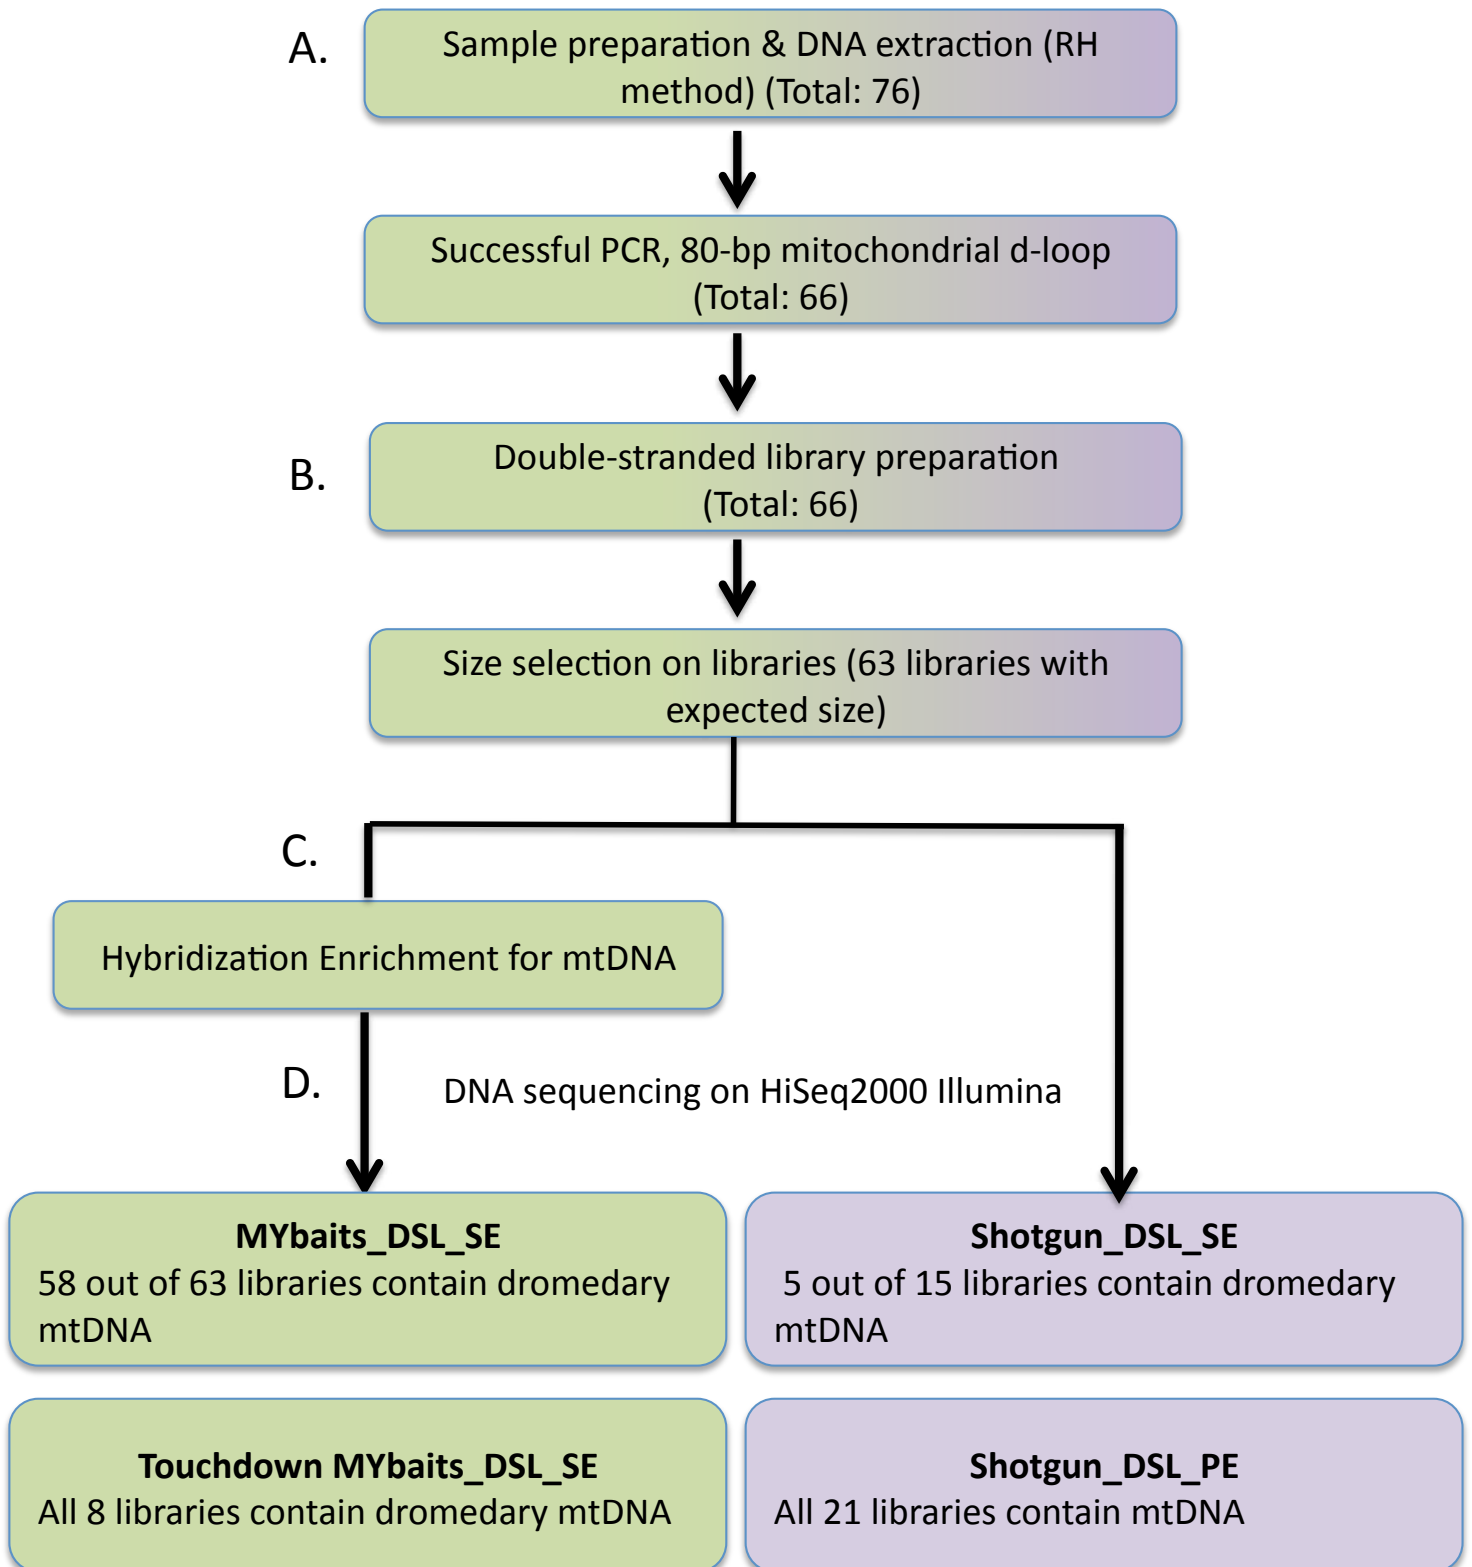 A.
Sample preparation & DNA extraction (RH
method) (Total: 76)
Successful PCR, 80-bp mitochondrial d-loop
(Total: 66)
B.
Double-stranded library preparation
(Total: 66)
Size selection on libraries (63 libraries with
expected size)
C.
Hybridization Enrichment for mtDNA
D.
DNA sequencing on HiSeq2000 Illumina
MYbaits_DSL_SE
58 out of 63 libraries contain dromedary
mtDNA
Shotgun_DSL_SE
5 out of 15 libraries contain dromedary
mtDNA
Touchdown MYbaits_DSL_SE
All 8 libraries contain dromedary mtDNA
Shotgun_DSL_PE
All 21 libraries contain mtDNA